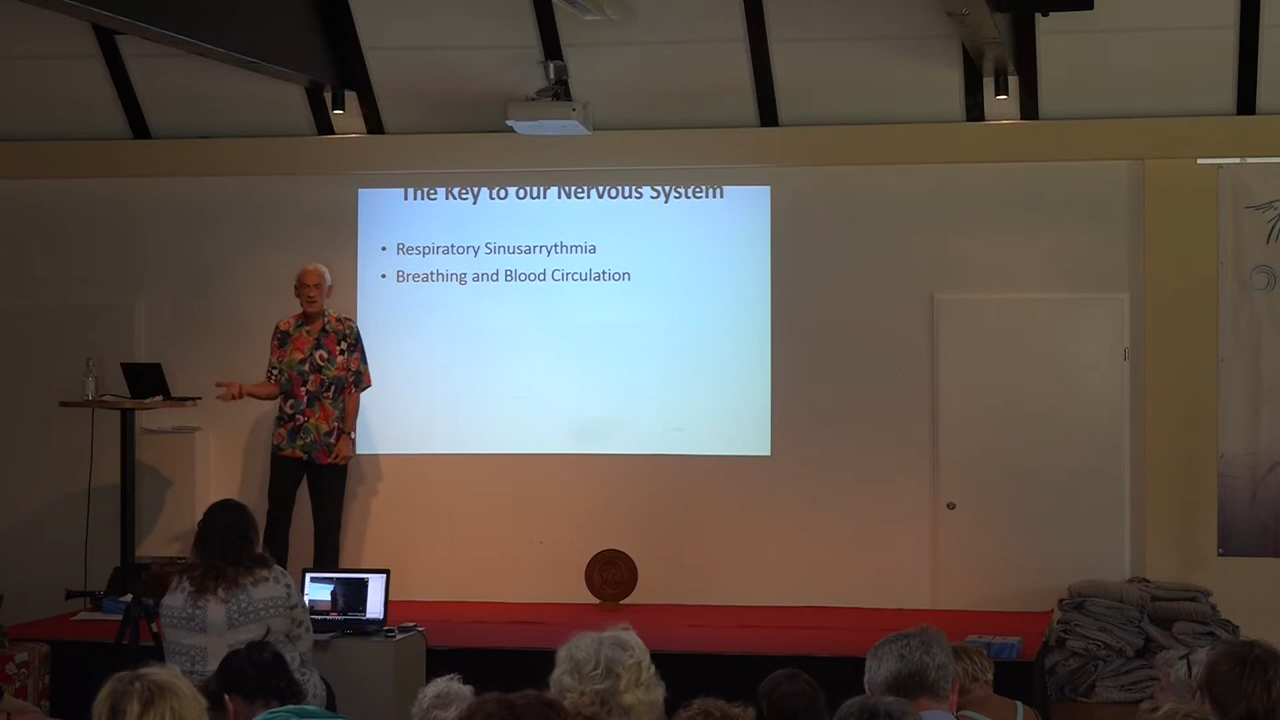 The Key to our Nervous System
• Respiratory Sinusarrythmia
• Breathing and Blood Circulation